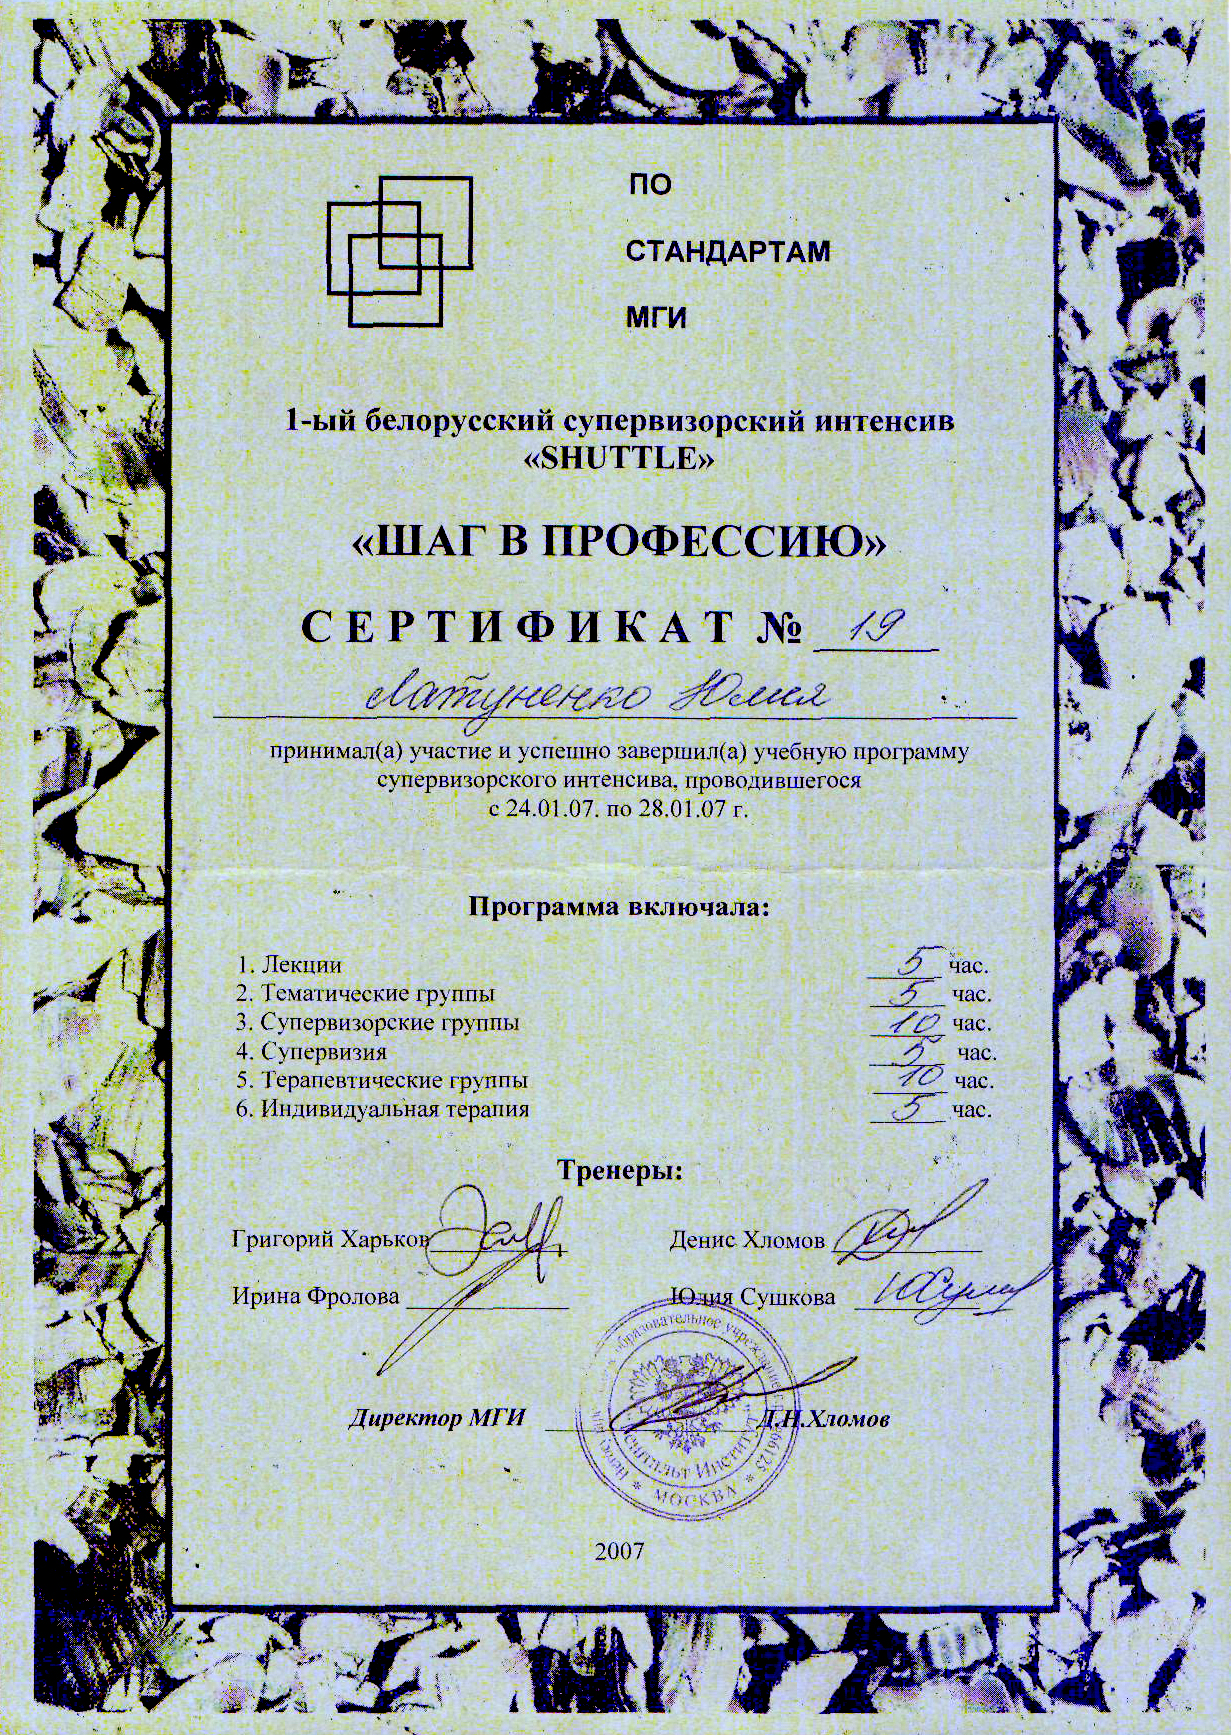 ПО
СТАНДАРТАМ
МГИ
1-ый белорусский супервизорский интенсив
«SHUTTLE»
«ШАГ В ПРОФЕССИЮ»
СЕРТИФИКАТ № 19
Латуненко Юлия
принимал(а) участие и успешно завершил(а) учебную программу
супервизорского интенсива, проводившегося
с 24.01.07. по 28.01.07 г.
Программа включала:
1. Лекции 5 час.
2. Тематические группы 5 час.
3. Супервизорские группы 10 час.
4. Супервизия 5 час.
5. Терапевтические группы 10 час.
6. Индивидуальная терапия 5 час.
Тренеры:
Григорий Харьков Денис Хломов
Ирина Фролова Юлия Сушкова
образовательное учреждение
Директор МГИ Д.Н.Хломов
Гештальт Институт
МОСКВА
2007